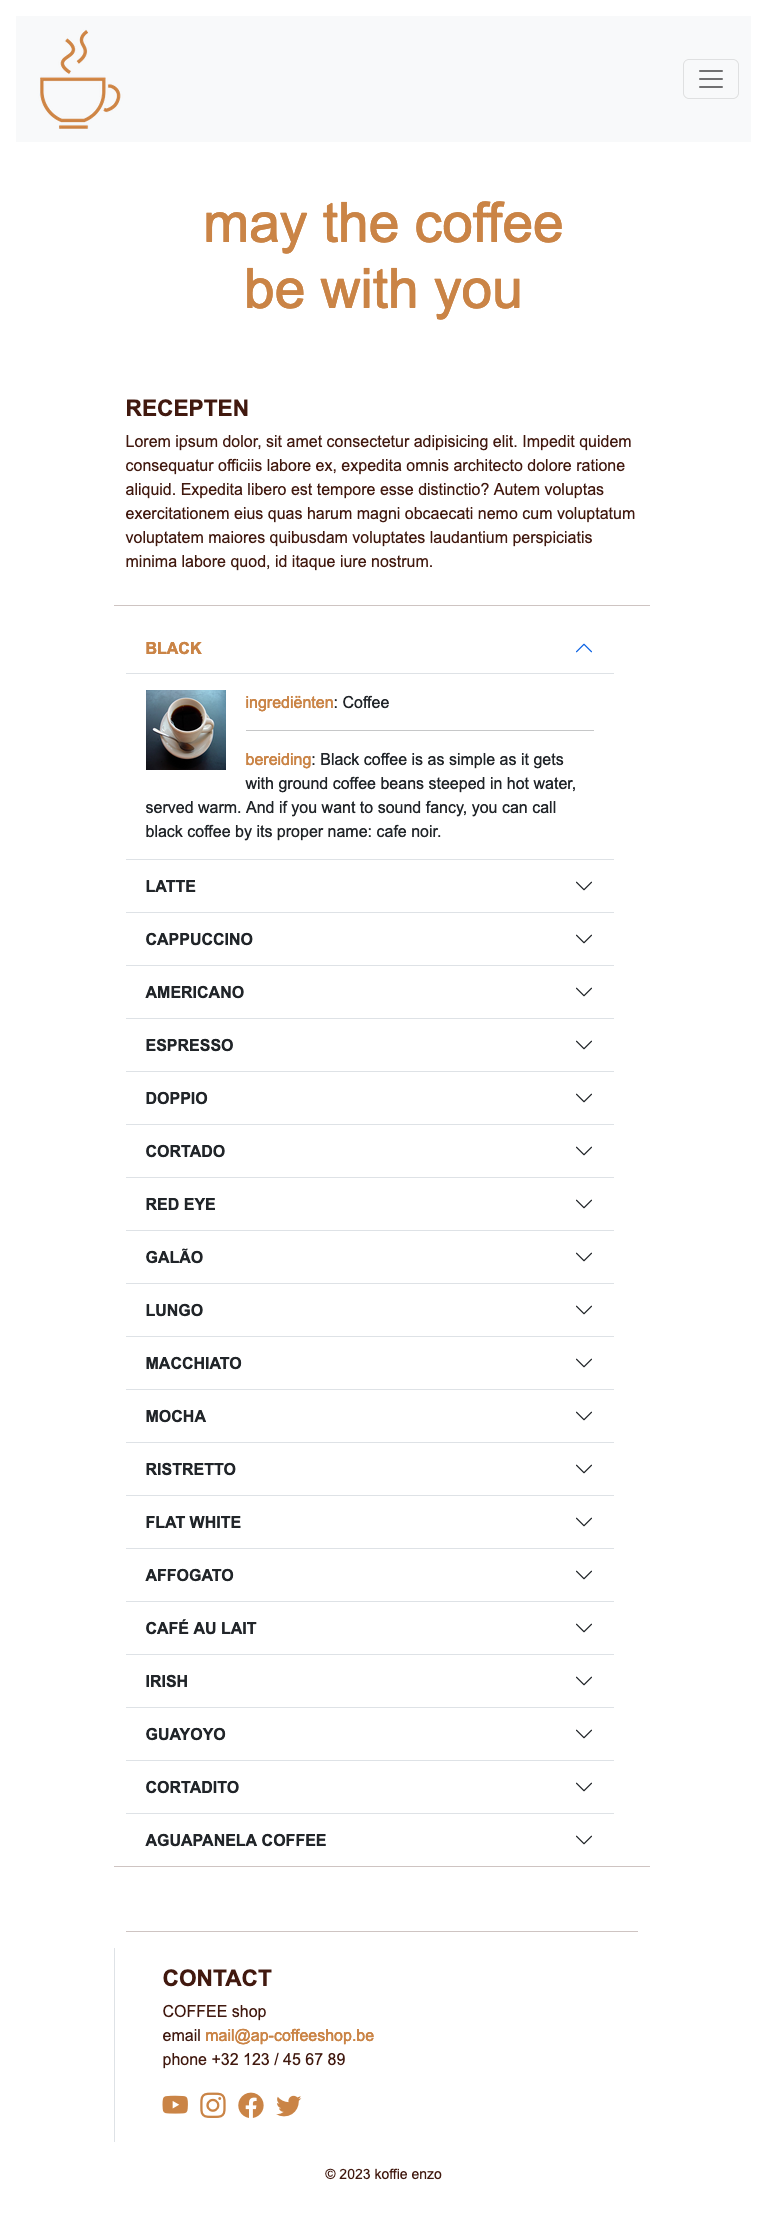 may the coffee
be with you
RECEPTEN
Lorem ipsum dolor, sit amet consectetur adipisicing elit. Impedit quidem
consequatur officiis labore ex, expedita omnis architecto dolore ratione
aliquid. Expedita libero est tempore esse distinctio? Autem voluptas
exercitationem eius quas harum magni obcaecati nemo cum voluptatum
voluptatem maiores quibusdam voluptates laudantium perspiciatis
minima labore quod, id itaque iure nostrum.
BLACK
ingrediënten: Coffee
bereiding: Black coffee is as simple as it gets
with ground coffee beans steeped in hot water,
served warm. And if you want to sound fancy, you can call
black coffee by its proper name: cafe noir.
LATTE
CAPPUCCINO
AMERICANO
ESPRESSO
DOPPIO
CORTADO
RED EYE
GALÃO
LUNGO
MACCHIATO
MOCHA
RISTRETTO
FLAT WHITE
AFFOGATO
CAFÉ AU LAIT
IRISH
GUAYOYO
CORTADITO
AGUAPANELA COFFEE
CONTACT
COFFEE shop
email mail@ap-coffeeshop.be
phone +32 123 / 45 67 89
© 2023 koffie enzo